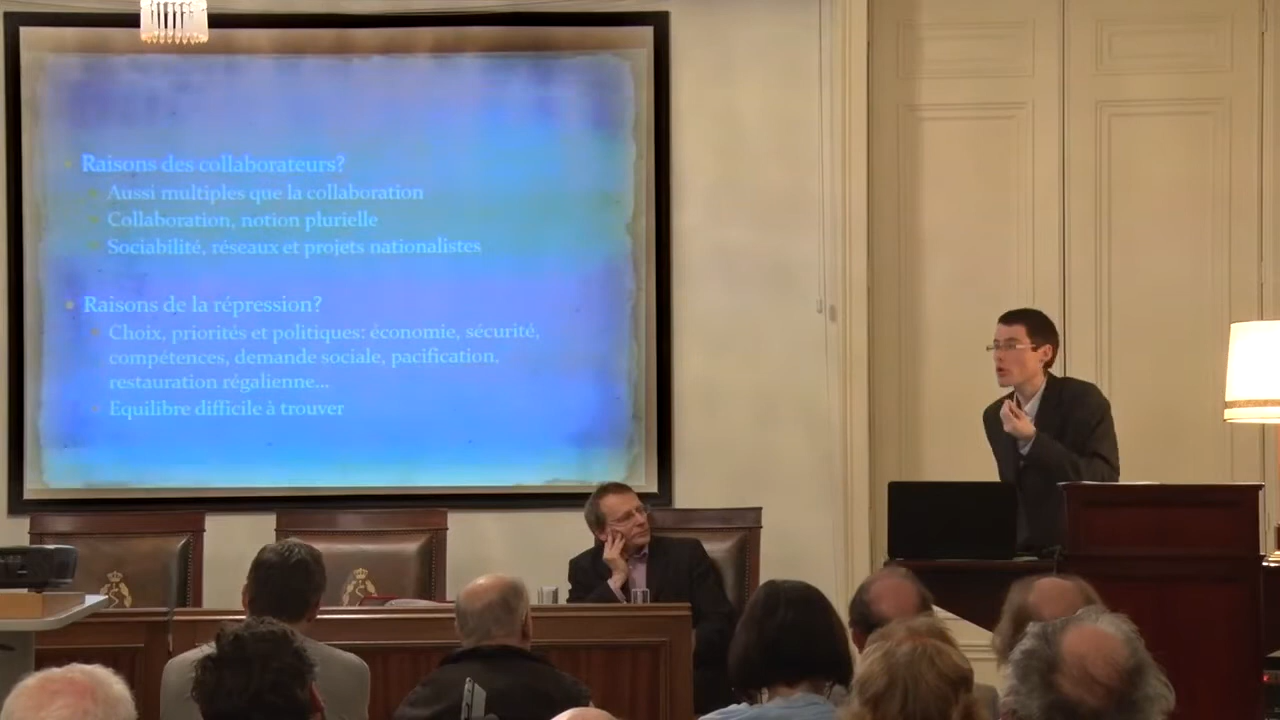 Raisons des collaborateurs?
Aussi multiples que la collaboration
Collaboration, notion plurielle
Sociabilité, réseaux et projets nationalistes
Raisons de la répression?
Choix, priorités et politiques: économie, sécurité,
compétences, demande sociale, pacification,
restauration régalienne...
Equilibre difficile à trouver